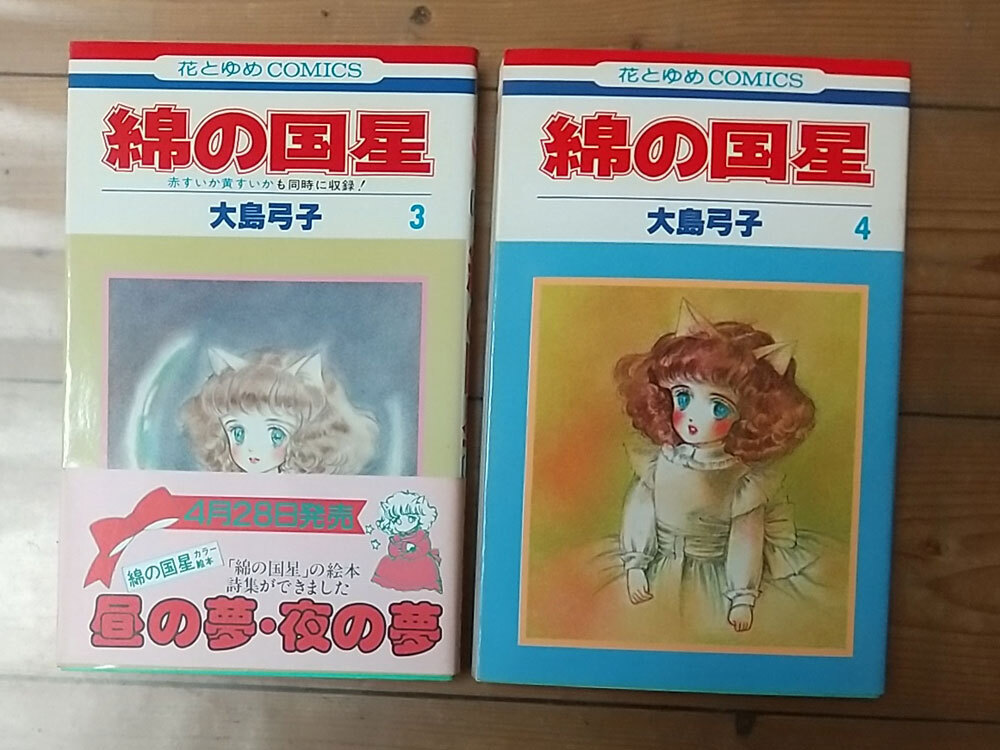 花とゆめCOMICS
綿の国星
赤すいか黄すいかも同時に収録!
大島弓子 3
4月28日発売
綿の国星カラー絵本
「綿の国星」の絵本
詩集ができました
昼の夢・夜の夢
花とゆめCOMICS
綿の国星
大島弓子 4